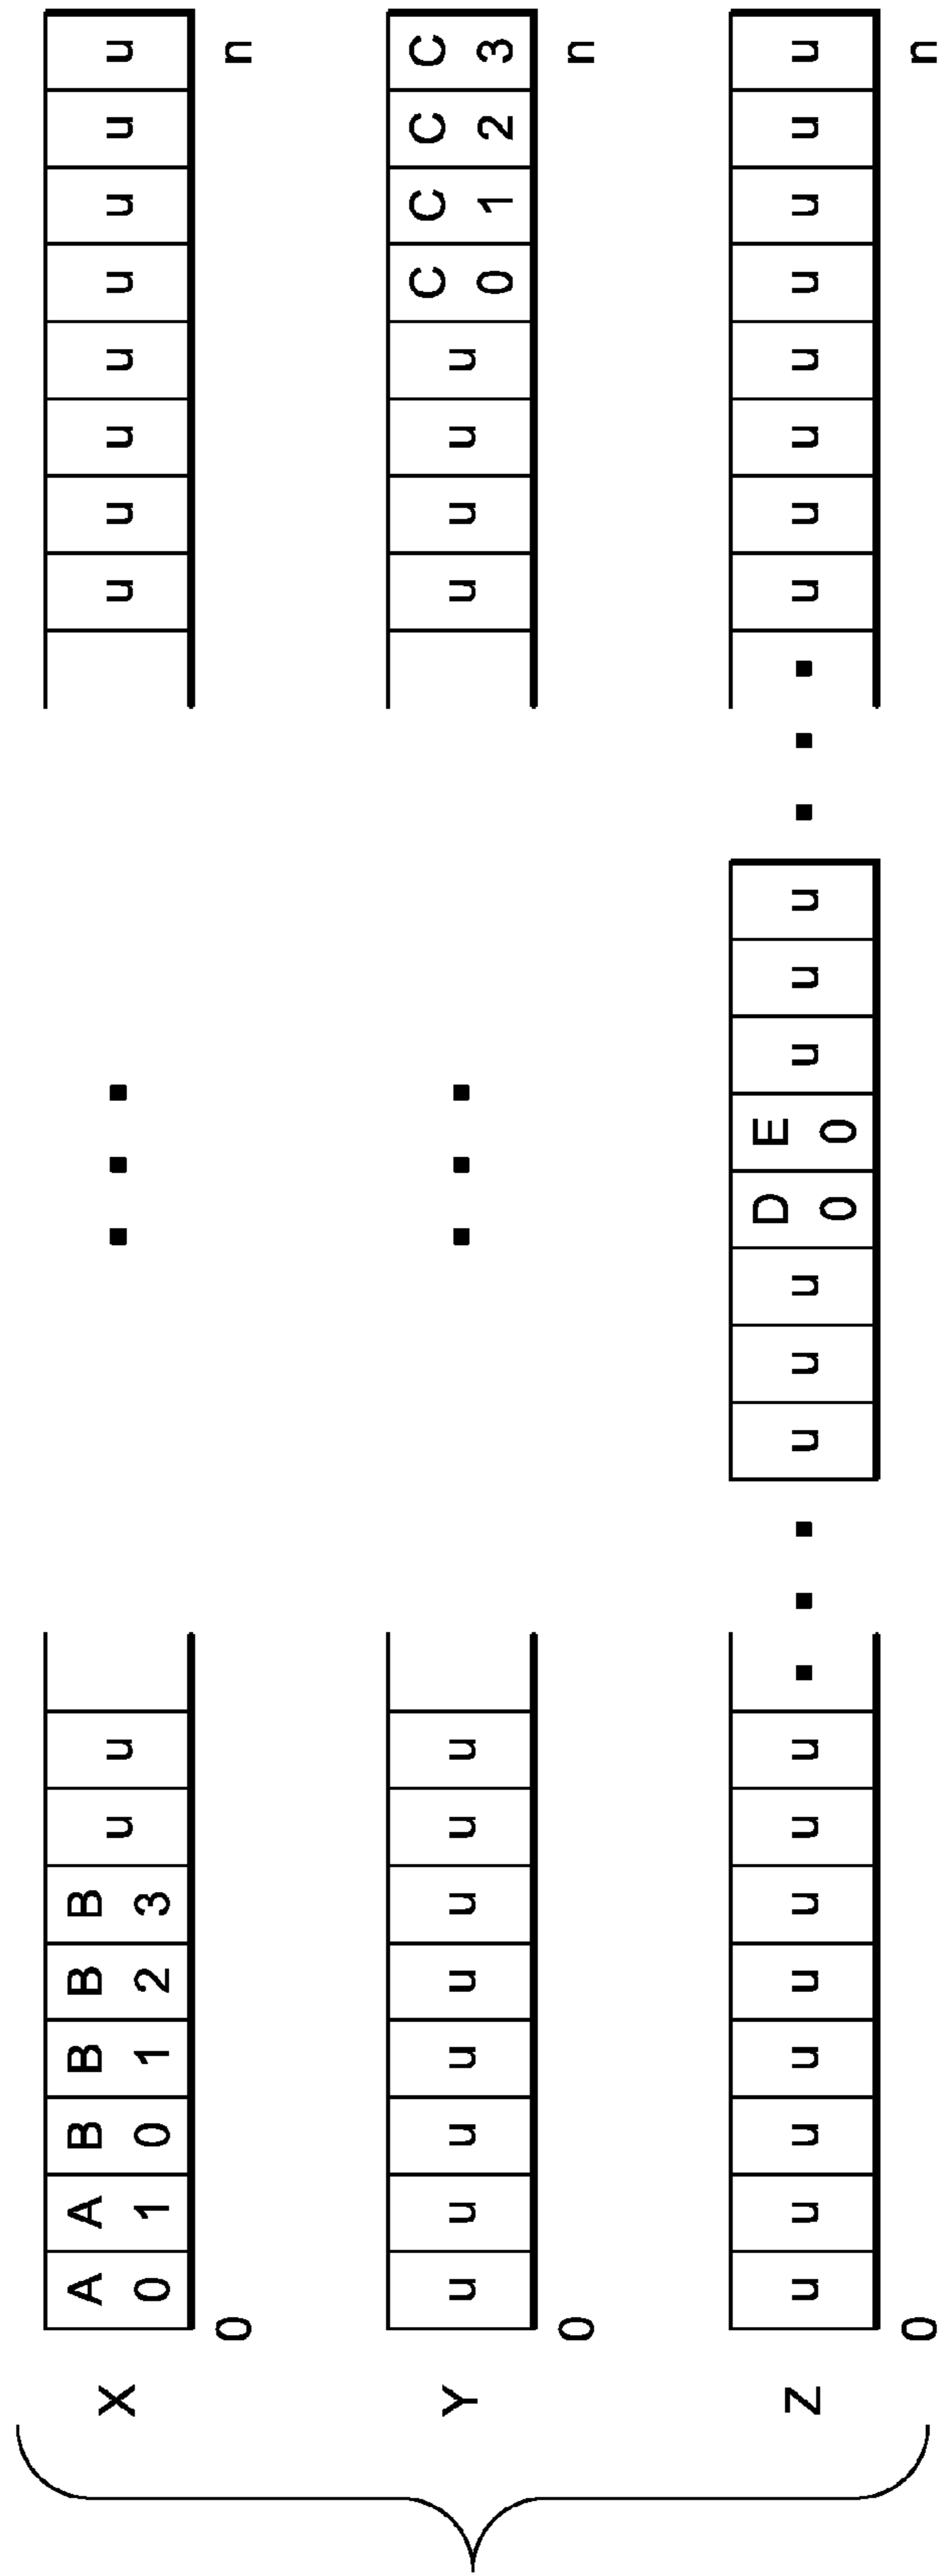 X A A B B B B u u ... u u u u u u u u
0 1 0 1 2 3
0 n
Y u u u u u u u u ... u u u u C C C C
0 1 2 3
0 n
Z u u u u u u u u ... u u u D E u u u ... u u u u u u u u
0 0
0 n